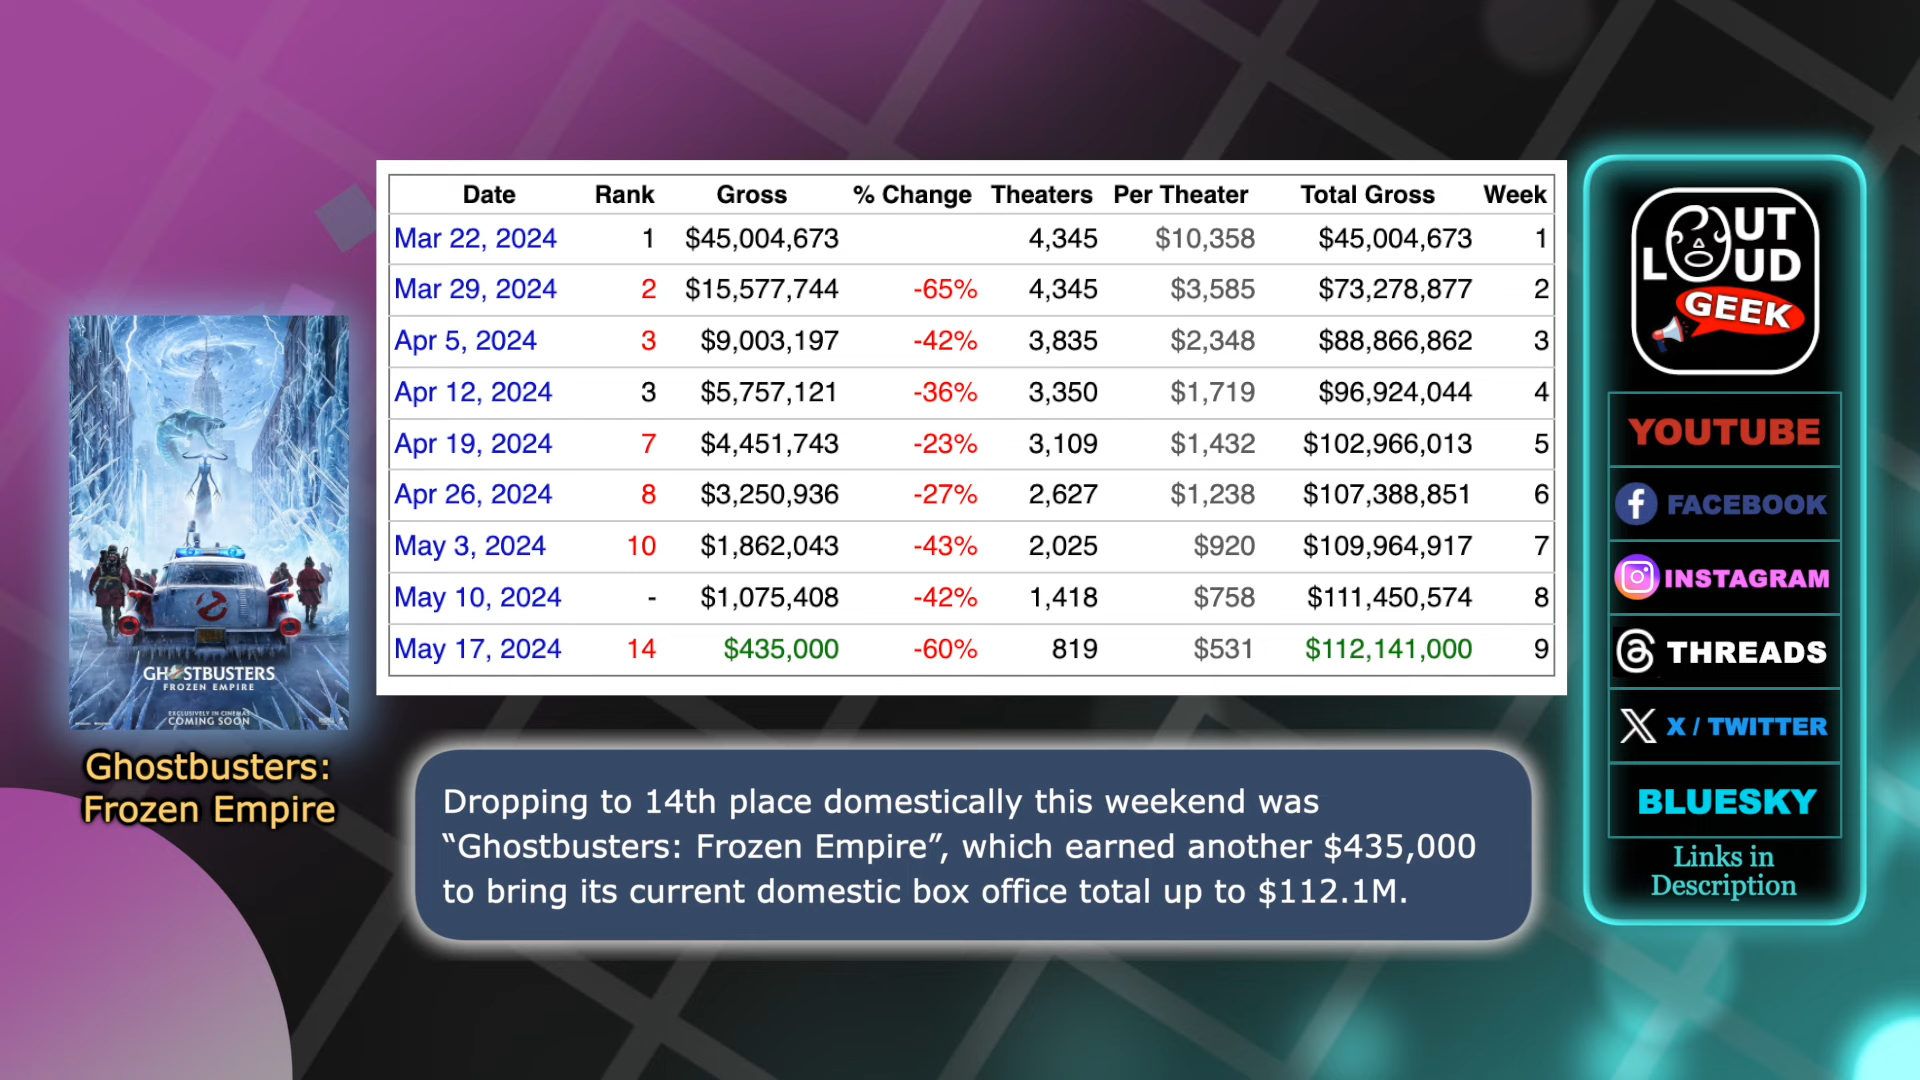 Date Rank Gross % Change Theaters Per Theater Total Gross Week
Mar 22, 2024 1 $45,004,673 4,345 $10,358 $45,004,673 1
Mar 29, 2024 2 $15,577,744 -65% 4,345 $3,585 $73,278,877 2
Apr 5, 2024 3 $9,003,197 -42% 3,835 $2,348 $88,866,862 3
Apr 12, 2024 3 $5,757,121 -36% 3,350 $1,719 $96,924,044 4
Apr 19, 2024 7 $4,451,743 -23% 3,109 $1,432 $102,966,013 5
Apr 26, 2024 8 $3,250,936 -27% 2,627 $1,238 $107,388,851 6
May 3, 2024 10 $1,862,043 -43% 2,025 $920 $109,964,917 7
May 10, 2024 - $1,075,408 -42% 1,418 $758 $111,450,574 8
May 17, 2024 14 $435,000 -60% 819 $531 $112,141,000 9
GHOSTBUSTERS
FROZEN EMPIRE
EXCLUSIVELY IN CINEMAS
COMING SOON
Ghostbusters:
Frozen Empire
Dropping to 14th place domestically this weekend was
“Ghostbusters: Frozen Empire”, which earned another $435,000
to bring its current domestic box office total up to $112.1M.
OUT
LOUD
GEEK
YOUTUBE
FACEBOOK
INSTAGRAM
THREADS
X / TWITTER
BLUESKY
Links in
Description